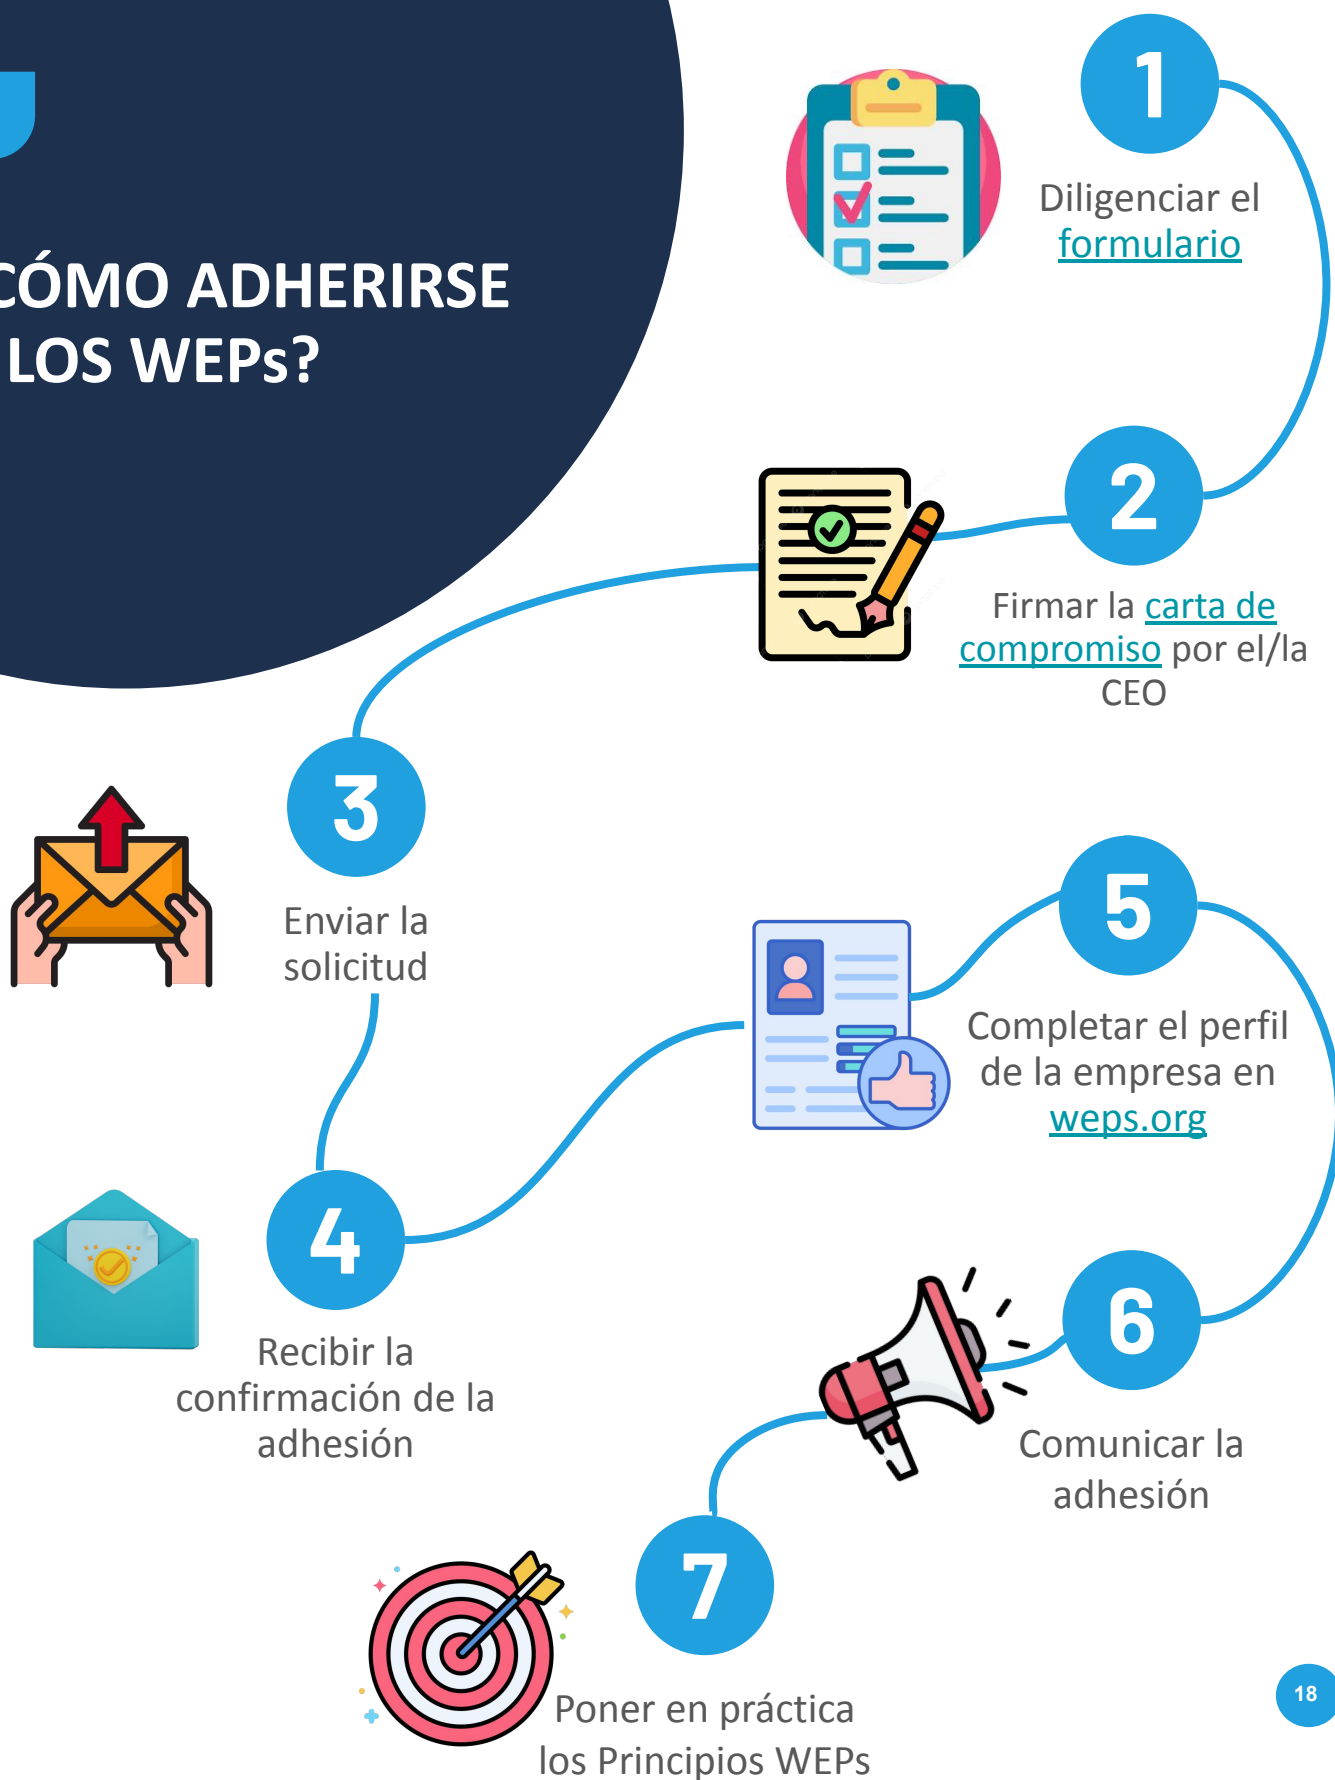 CÓMO ADHERIRSE
LOS WEPs?
1
Diligenciar el
formulario
2
Firmar la carta de
compromiso por el/la
CEO
3
Enviar la
solicitud
4
Recibir la
confirmación de la
adhesión
5
Completar el perfil
de la empresa en
weps.org
6
Comunicar la
adhesión
7
Poner en práctica
los Principios WEPs
18